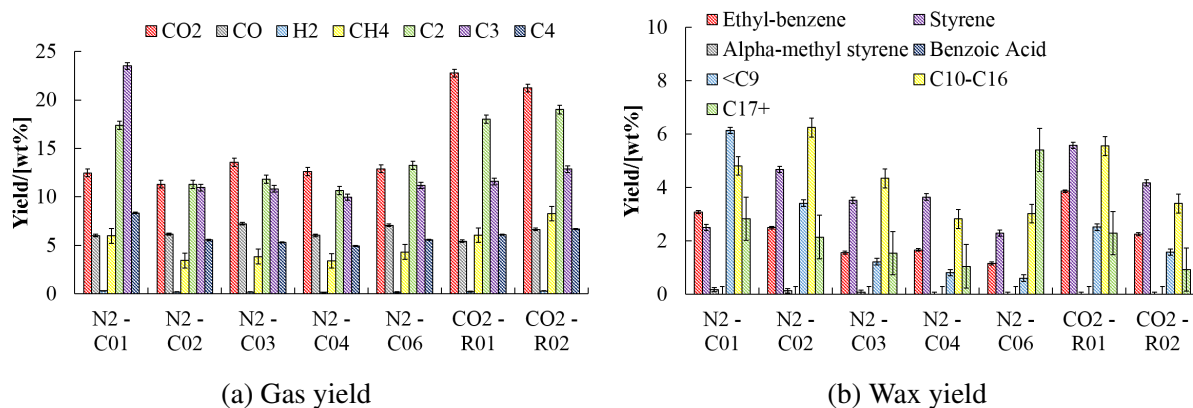 CO2 CO H2 CH4 C2 C3 C4
Yield/[wt%]
25
20
15
10
5
0
N2 - C01
N2 - C02
N2 - C03
N2 - C04
N2 - C06
CO2 - R01
CO2 - R02
(a) Gas yield
Ethyl-benzene Styrene
Alpha-methyl styrene Benzoic Acid
<C9 C10-C16
C17+
Yield/[wt%]
10
8
6
4
2
0
N2 - C01
N2 - C02
N2 - C03
N2 - C04
N2 - C06
CO2 - R01
CO2 - R02
(b) Wax yield